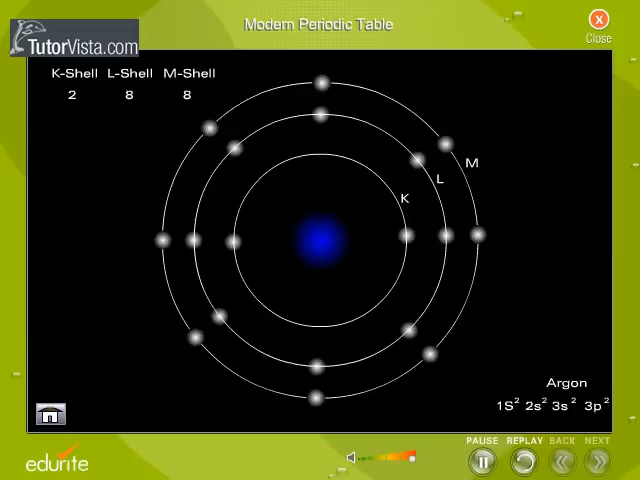 Modern Periodic Table
X
Close
TutorVista.com
K-Shell L-Shell M-Shell
2 8 8
M
L
K
Argon
1S² 2s² 3s² 3p²
PAUSE REPLAY BACK NEXT
edurite